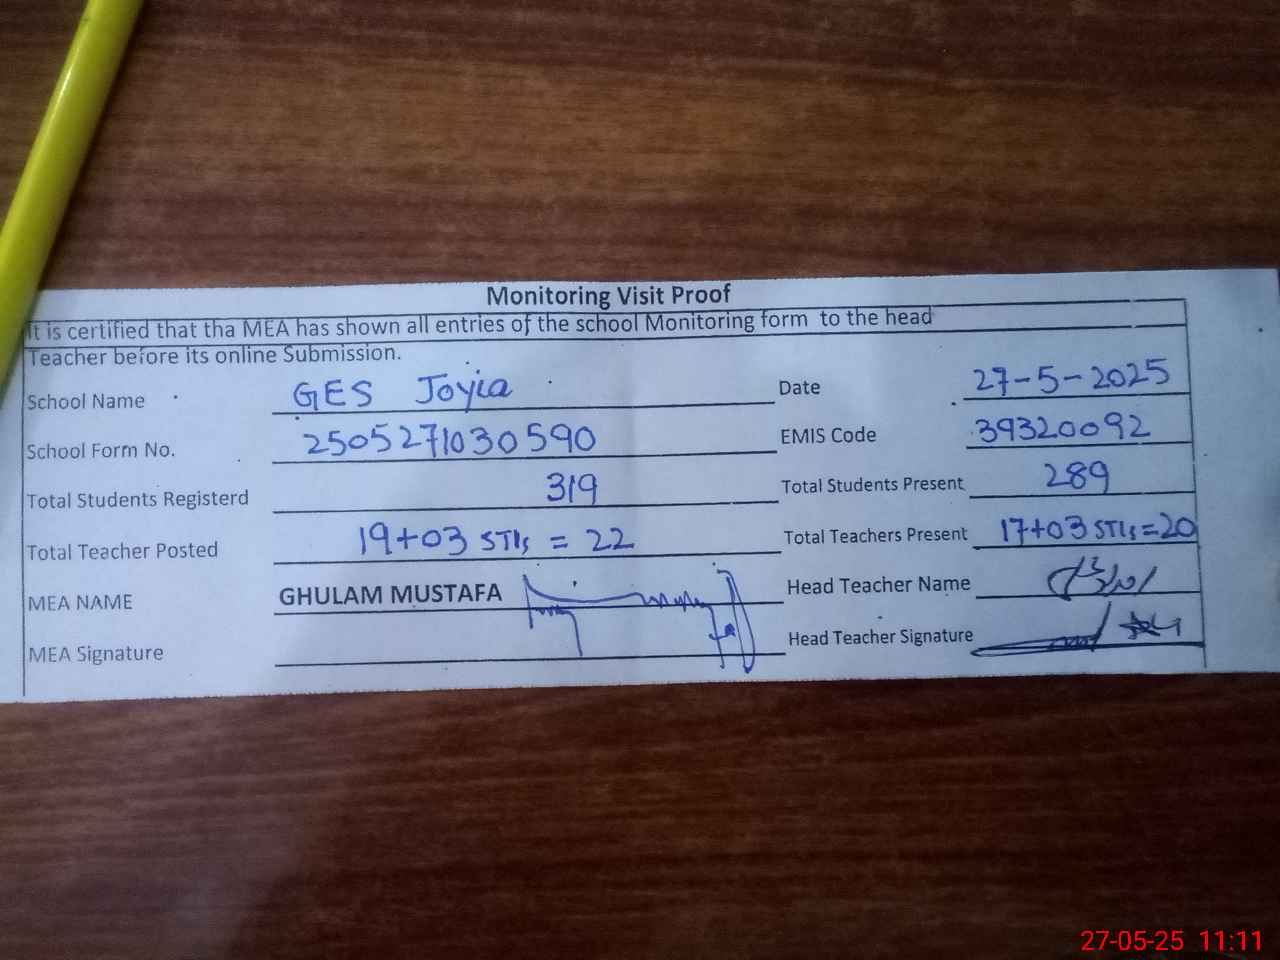 Monitoring Visit Proof
It is certified that tha MEA has shown all entries of the school Monitoring form to the head
Teacher before its online Submission.
School Name GES Joyia Date 27-5-2025
School Form No. 2505271030590 EMIS Code 39320092
Total Students Registerd 319 Total Students Present 289
Total Teacher Posted 19+03 STIs = 22 Total Teachers Present 17+03 STIs=20
MEA NAME GHULAM MUSTAFA Head Teacher Name
MEA Signature Head Teacher Signature
27-05-25 11:11